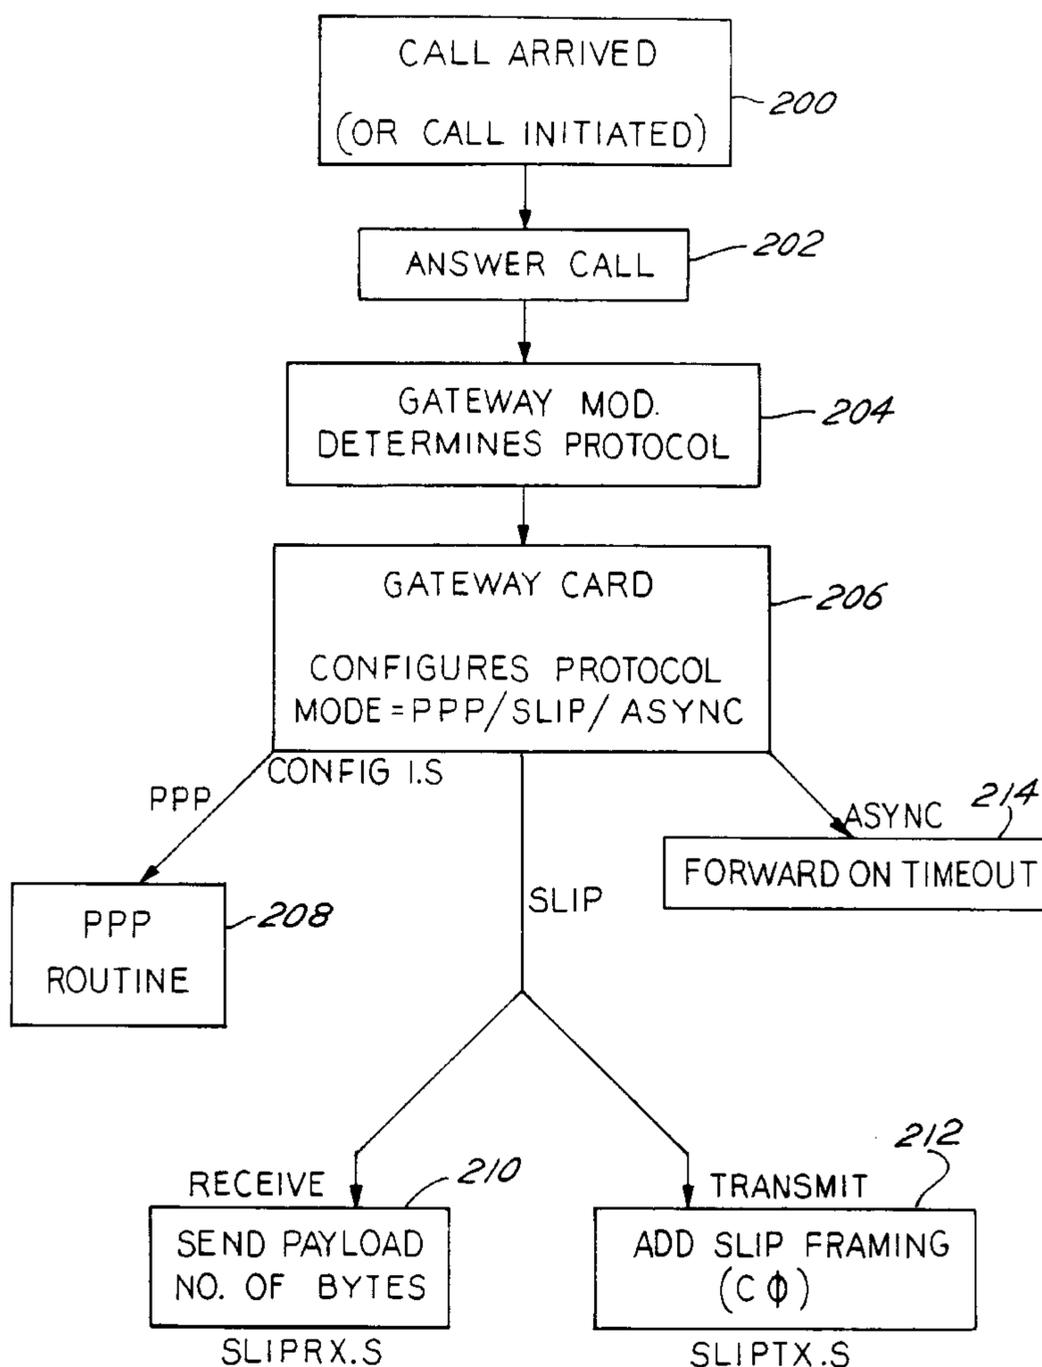 CALL ARRIVED
(OR CALL INITIATED)
200
ANSWER CALL
202
GATEWAY MOD.
DETERMINES PROTOCOL
204
GATEWAY CARD
CONFIGURES PROTOCOL
MODE=PPP/SLIP/ASYNC
206
CONFIG I.S
PPP
SLIP
ASYNC
214
FORWARD ON TIMEOUT
PPP
ROUTINE
208
RECEIVE
210
SEND PAYLOAD
NO. OF BYTES
SLIPRX.S
TRANSMIT
212
ADD SLIP FRAMING
(CΦ)
SLIPTX.S